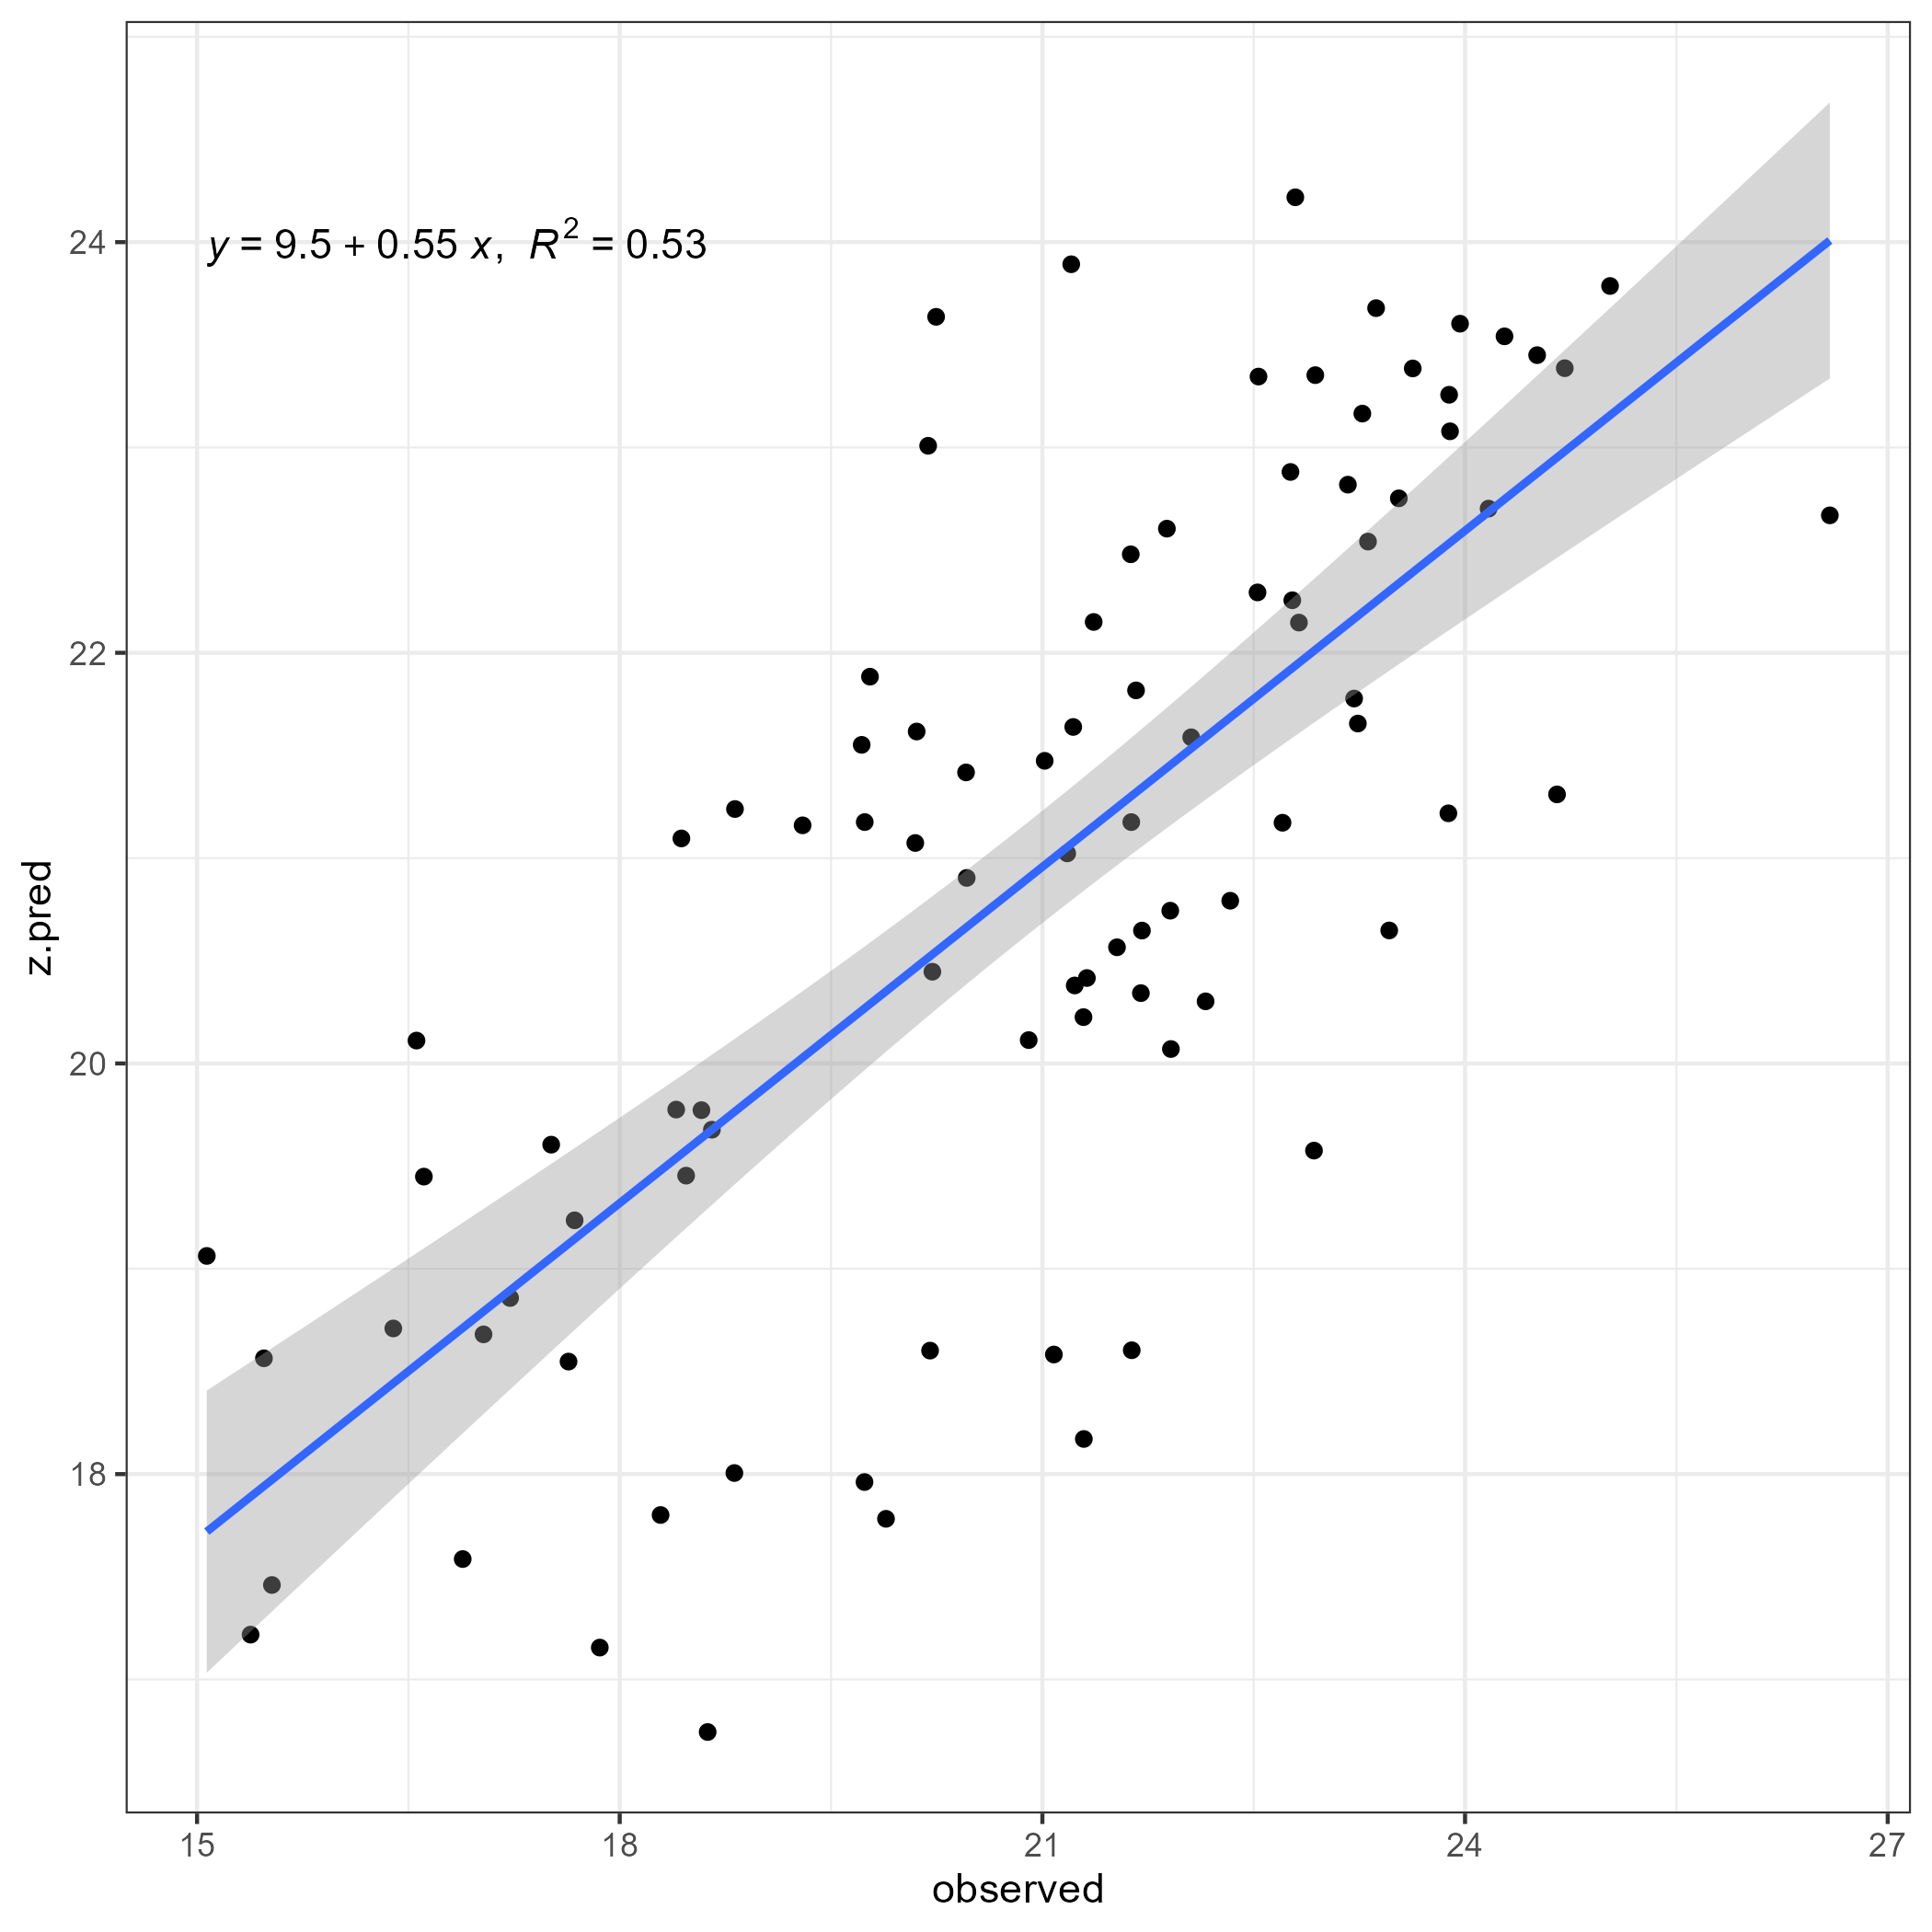 y = 9.5 + 0.55 x, R² = 0.53
24
22
20
18
z.pred
15 18 21 24 27
observed